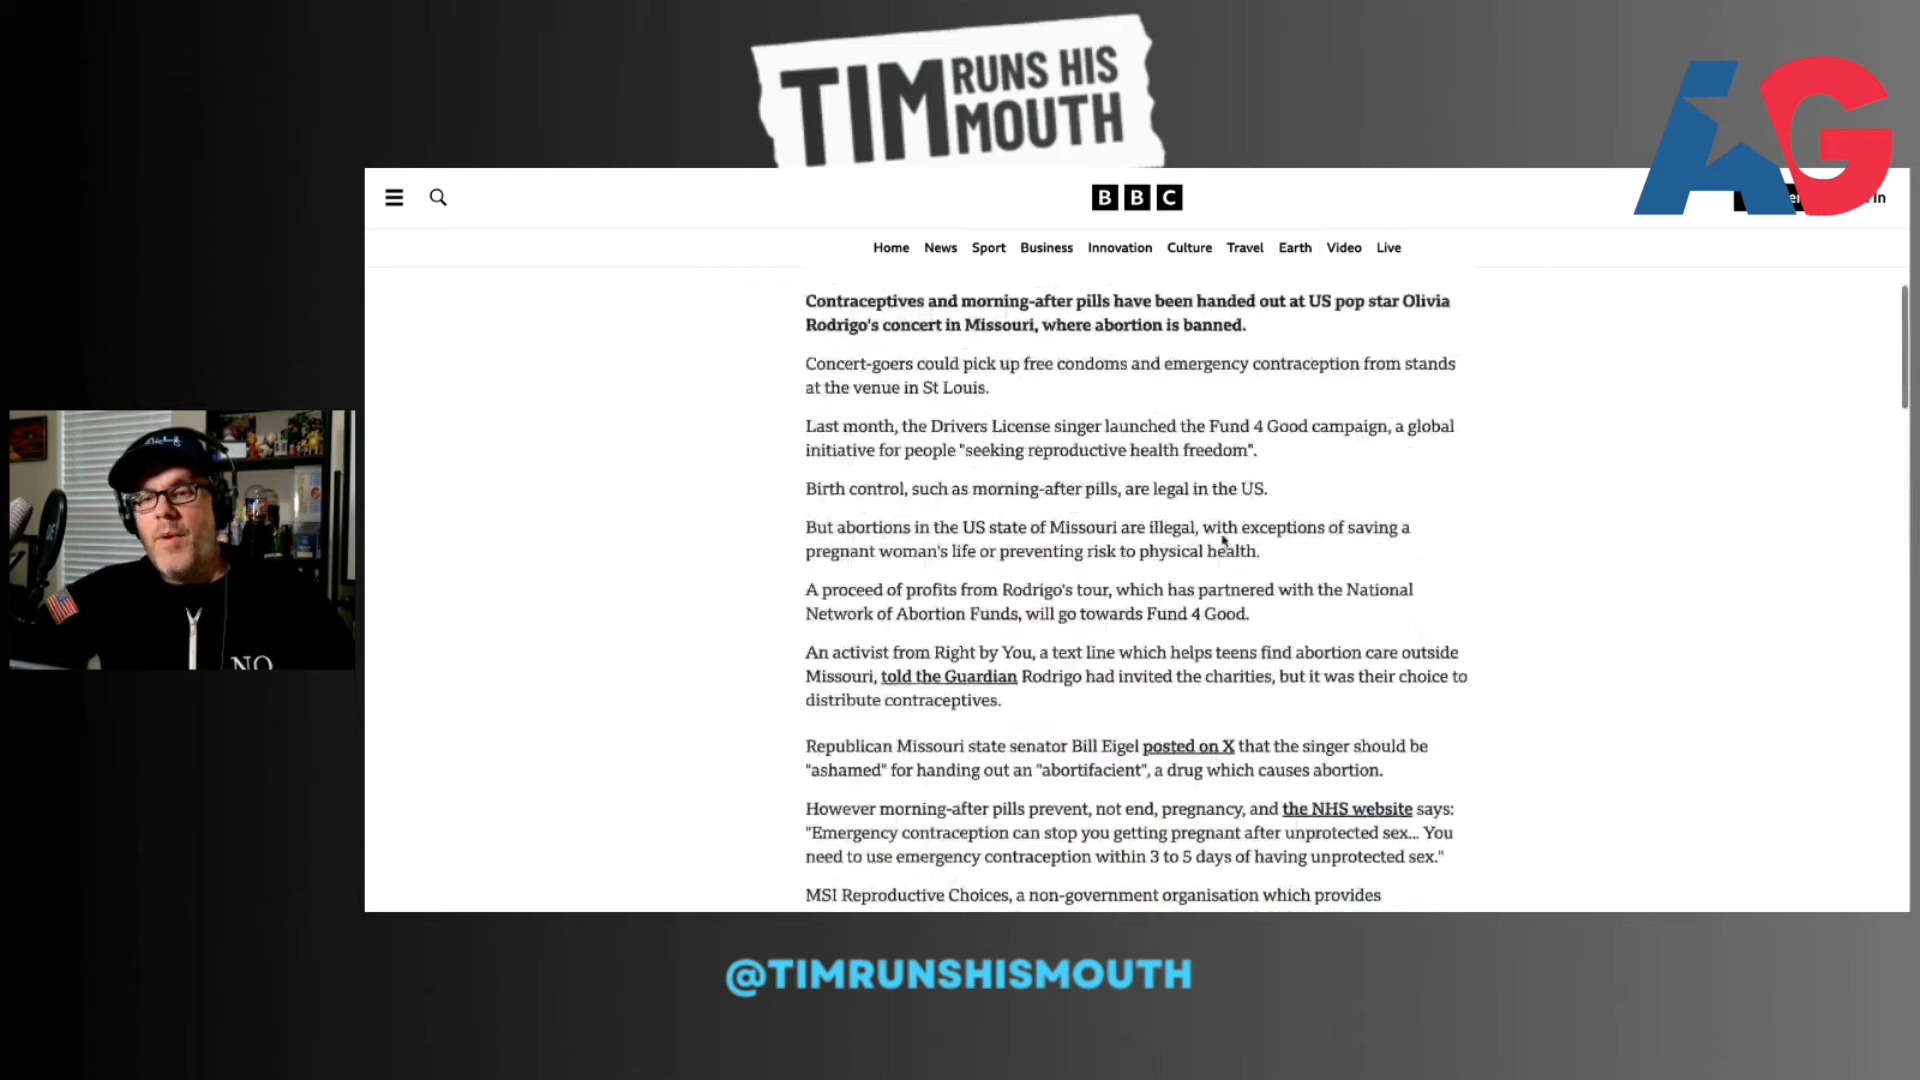 TIM RUNS HIS
MOUTH
AG
BBC
In
Home News Sport Business Innovation Culture Travel Earth Video Live
Contraceptives and morning-after pills have been handed out at US pop star Olivia
Rodrigo's concert in Missouri, where abortion is banned.
Concert-goers could pick up free condoms and emergency contraception from stands
at the venue in St Louis.
Last month, the Drivers License singer launched the Fund 4 Good campaign, a global
initiative for people "seeking reproductive health freedom".
Birth control, such as morning-after pills, are legal in the US.
But abortions in the US state of Missouri are illegal, with exceptions of saving a
pregnant woman's life or preventing risk to physical health.
A proceed of profits from Rodrigo's tour, which has partnered with the National
Network of Abortion Funds, will go towards Fund 4 Good.
An activist from Right by You, a text line which helps teens find abortion care outside
Missouri, told the Guardian Rodrigo had invited the charities, but it was their choice to
distribute contraceptives.
Republican Missouri state senator Bill Eigel posted on X that the singer should be
"ashamed" for handing out an "abortifacient", a drug which causes abortion.
However morning-after pills prevent, not end, pregnancy, and the NHS website says:
"Emergency contraception can stop you getting pregnant after unprotected sex... You
need to use emergency contraception within 3 to 5 days of having unprotected sex."
MSI Reproductive Choices, a non-government organisation which provides
NO
@TIMRUNSHISMOUTH